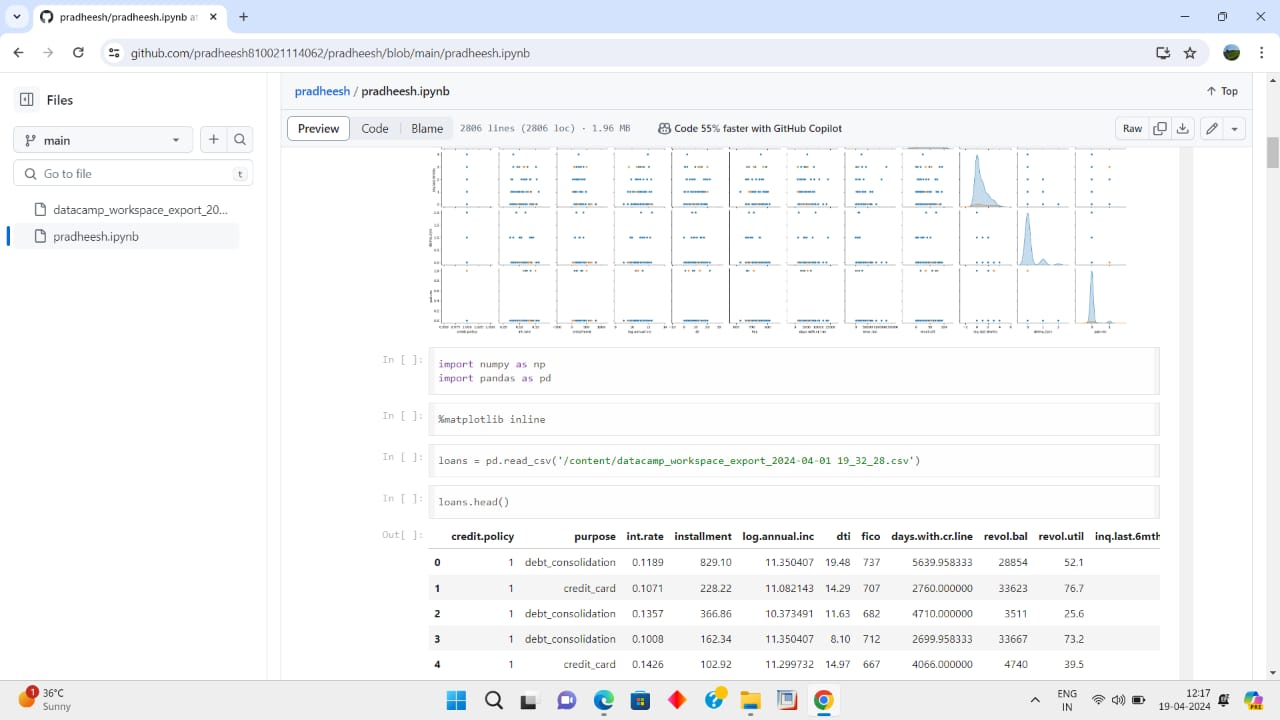 pradheesh/pradheesh.ipynb at
github.com/pradheesh810021114062/pradheesh/blob/main/pradheesh.ipynb
Files
main
Go to file
t
datacamp_workspace_export_20...
pradheesh.ipynb
pradheesh / pradheesh.ipynb
Top
Preview
Code
Blame
2806 lines (2806 loc) · 1.96 MB
Code 55% faster with GitHub Copilot
Raw
In [ ]:
import numpy as np
import pandas as pd
In [ ]:
%matplotlib inline
In [ ]:
loans = pd.read_csv('/content/datacamp_workspace_export_2024-04-01 19_32_28.csv')
In [ ]:
loans.head()
Out[ ]:
credit.policy purpose int.rate installment log.annual.inc dti fico days.with.cr.line revol.bal revol.util inq.last.6mth
0 1 debt_consolidation 0.1189 829.10 11.350407 19.48 737 5639.958333 28854 52.1
1 1 credit_card 0.1071 228.22 11.082143 14.29 707 2760.000000 33623 76.7
2 1 debt_consolidation 0.1357 366.86 10.373491 11.63 682 4710.000000 3511 25.6
3 1 debt_consolidation 0.1008 162.34 11.350407 8.10 712 2699.958333 33667 73.2
4 1 credit_card 0.1426 102.92 11.299732 14.97 667 4066.000000 4740 39.5
1
36°C
Sunny
ENG
IN
12:17
19-04-2024